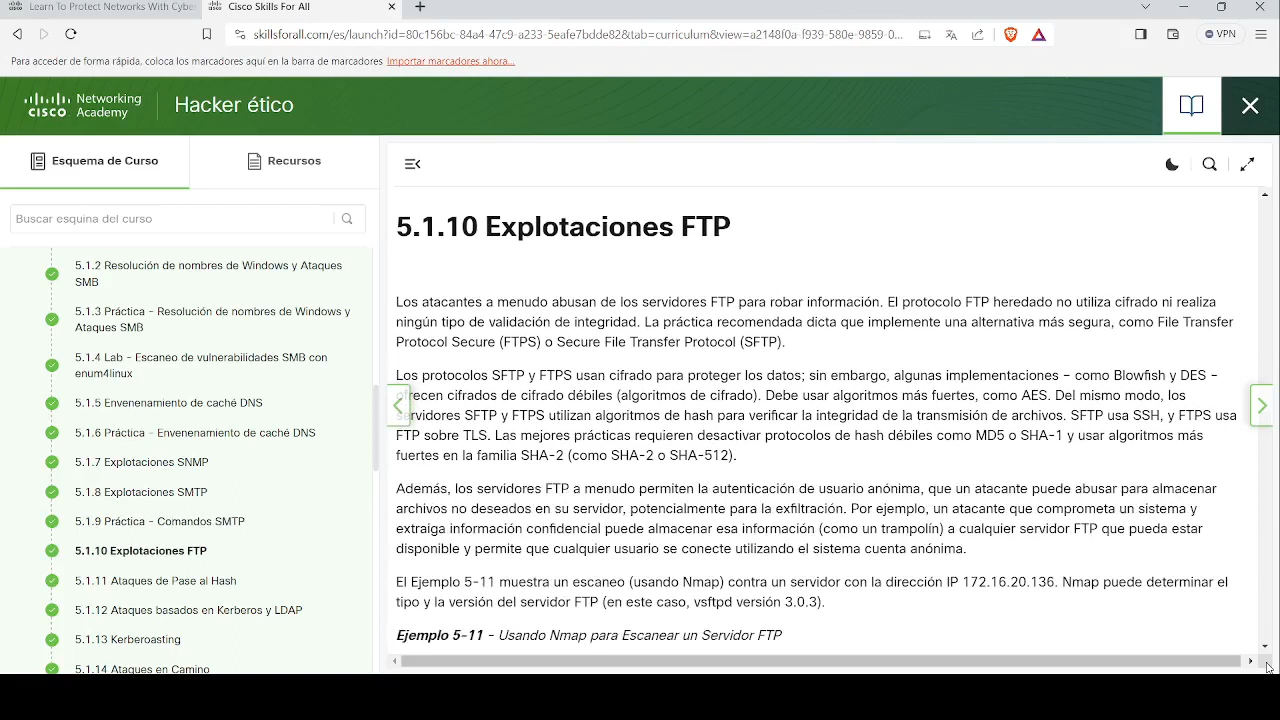 Learn To Protect Networks With Cyber
Cisco Skills For All
skillsforall.com/es/launch?id=80c156bc-84a4-47c9-a233-5eafe7bdde82&tab=curriculum&view=a2148f0a-f939-580e-9859-0...
VPN
Para acceder de forma rápida, coloca los marcadores aquí en la barra de marcadores Importar marcadores ahora...
CISCO Networking Academy
Hacker ético
Esquema de Curso
Recursos
Buscar esquina del curso
5.1.2 Resolución de nombres de Windows y Ataques
SMB
5.1.3 Práctica - Resolución de nombres de Windows y
Ataques SMB
5.1.4 Lab - Escaneo de vulnerabilidades SMB con
enum4linux
5.1.5 Envenenamiento de caché DNS
5.1.6 Práctica - Envenenamiento de caché DNS
5.1.7 Explotaciones SNMP
5.1.8 Explotaciones SMTP
5.1.9 Práctica - Comandos SMTP
5.1.10 Explotaciones FTP
5.1.11 Ataques de Pase al Hash
5.1.12 Ataques basados en Kerberos y LDAP
5.1.13 Kerberoasting
5.1.14 Ataques en Camino
5.1.10 Explotaciones FTP
Los atacantes a menudo abusan de los servidores FTP para robar información. El protocolo FTP heredado no utiliza cifrado ni realiza
ningún tipo de validación de integridad. La práctica recomendada dicta que implemente una alternativa más segura, como File Transfer
Protocol Secure (FTPS) o Secure File Transfer Protocol (SFTP).
Los protocolos SFTP y FTPS usan cifrado para proteger los datos; sin embargo, algunas implementaciones – como Blowfish y DES –
ofrecen cifrados de cifrado débiles (algoritmos de cifrado). Debe usar algoritmos más fuertes, como AES. Del mismo modo, los
servidores SFTP y FTPS utilizan algoritmos de hash para verificar la integridad de la transmisión de archivos. SFTP usa SSH, y FTPS usa
FTP sobre TLS. Las mejores prácticas requieren desactivar protocolos de hash débiles como MD5 o SHA-1 y usar algoritmos más
fuertes en la familia SHA-2 (como SHA-2 o SHA-512).
Además, los servidores FTP a menudo permiten la autenticación de usuario anónima, que un atacante puede abusar para almacenar
archivos no deseados en su servidor, potencialmente para la exfiltración. Por ejemplo, un atacante que comprometa un sistema y
extraiga información confidencial puede almacenar esa información (como un trampolín) a cualquier servidor FTP que pueda estar
disponible y permite que cualquier usuario se conecte utilizando el sistema cuenta anónima.
El Ejemplo 5-11 muestra un escaneo (usando Nmap) contra un servidor con la dirección IP 172.16.20.136. Nmap puede determinar el
tipo y la versión del servidor FTP (en este caso, vsftpd versión 3.0.3).
Ejemplo 5-11 - Usando Nmap para Escanear un Servidor FTP